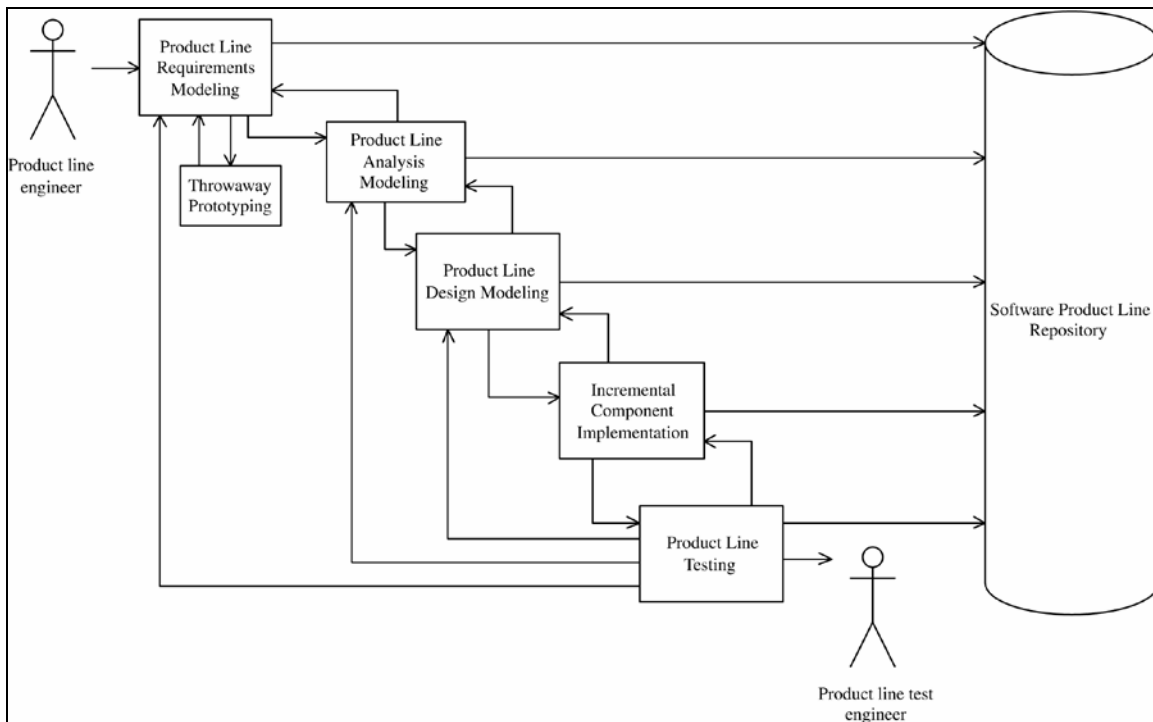 Product Line
Requirements
Modeling
Product line
engineer
Throwaway
Prototyping
Product Line
Analysis
Modeling
Product Line
Design Modeling
Software Product Line
Repository
Incremental
Component
Implementation
Product Line
Testing
Product line test
engineer